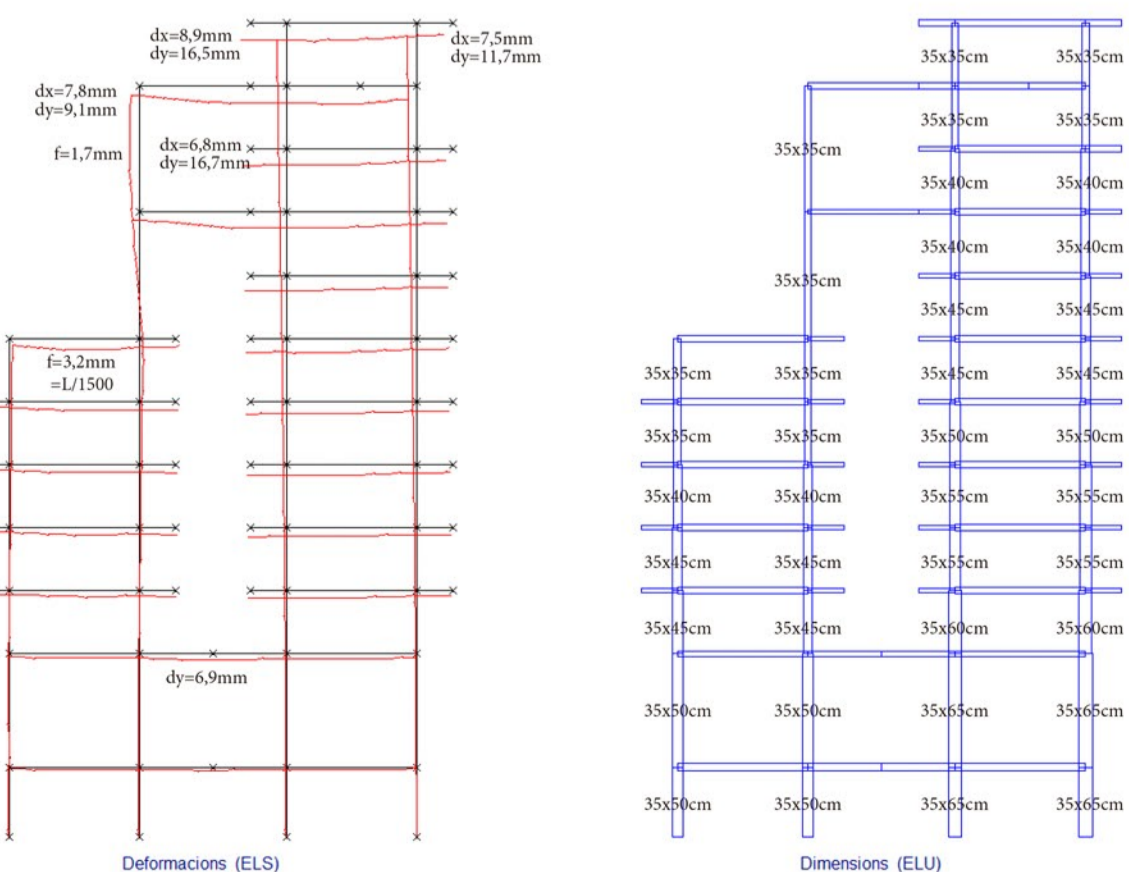 dx=8,9mm
dy=16,5mm
dx=7,5mm
dy=11,7mm
dx=7,8mm
dy=9,1mm
f=1,7mm
dx=6,8mm
dy=16,7mm
f=3,2mm
=L/1500
dy=6,9mm
Deformacions (ELS)
35x35cm 35x35cm
35x35cm 35x35cm
35x35cm
35x40cm 35x40cm
35x40cm 35x40cm
35x35cm
35x45cm 35x45cm
35x35cm 35x35cm 35x45cm 35x45cm
35x35cm 35x35cm 35x50cm 35x50cm
35x40cm 35x40cm 35x55cm 35x55cm
35x45cm 35x45cm 35x55cm 35x55cm
35x45cm 35x45cm 35x60cm 35x60cm
35x50cm 35x50cm 35x65cm 35x65cm
35x50cm 35x50cm 35x65cm 35x65cm
Dimensions (ELU)